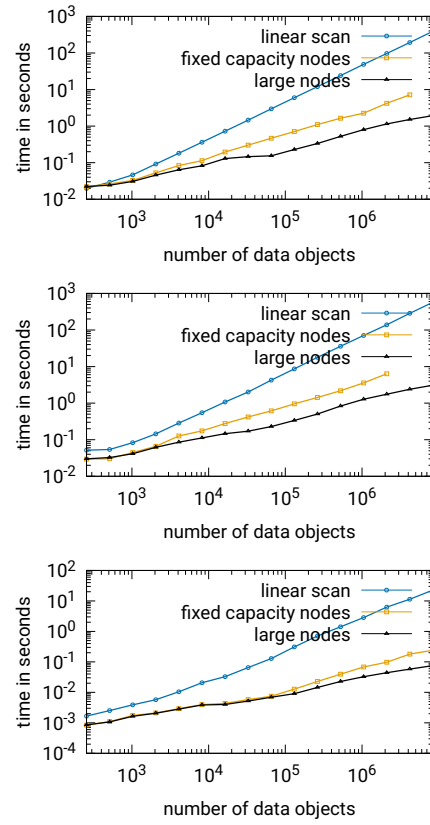 10^3
linear scan
10^2
fixed capacity nodes
10^1
large nodes
10^0
10^-1
10^-2
time in seconds
10^3 10^4 10^5 10^6
number of data objects
10^3
linear scan
10^2
fixed capacity nodes
10^1
large nodes
10^0
10^-1
10^-2
time in seconds
10^3 10^4 10^5 10^6
number of data objects
10^2
linear scan
10^1
fixed capacity nodes
10^0
large nodes
10^-1
10^-2
10^-3
10^-4
time in seconds
10^3 10^4 10^5 10^6
number of data objects